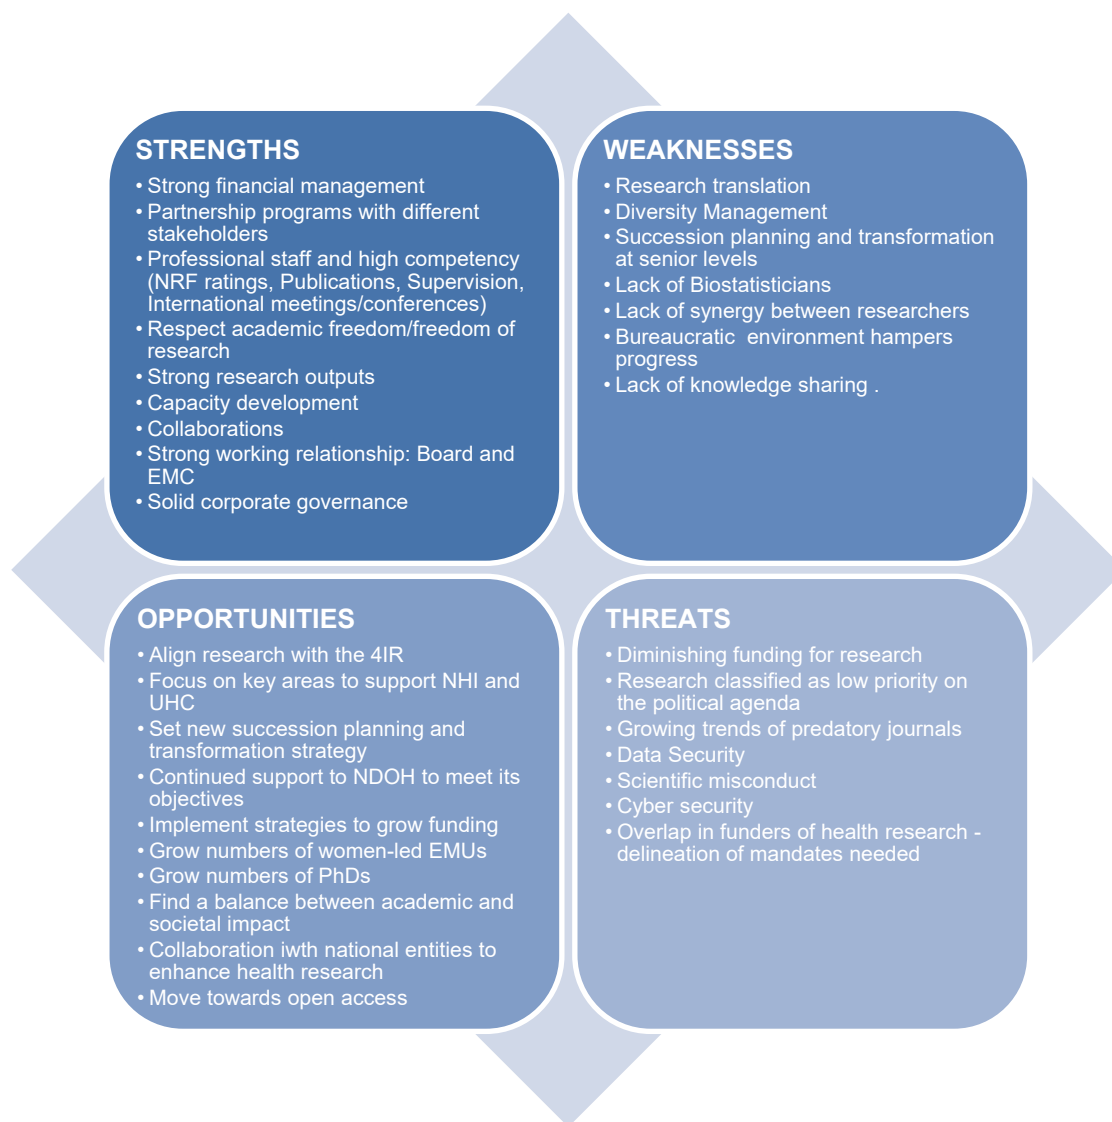 STRENGTHS
• Strong financial management
• Partnership programs with different
stakeholders
• Professional staff and high competency
(NRF ratings, Publications, Supervision,
International meetings/conferences)
• Respect academic freedom/freedom of
research
• Strong research outputs
• Capacity development
• Collaborations
• Strong working relationship: Board and
EMC
• Solid corporate governance
WEAKNESSES
• Research translation
• Diversity Management
• Succession planning and transformation
at senior levels
• Lack of Biostatisticians
• Lack of synergy between researchers
• Bureaucratic  environment hampers
progress
• Lack of knowledge sharing .
OPPORTUNITIES
• Align research with the 4IR
• Focus on key areas to support NHI and
UHC
• Set new succession planning and
transformation strategy
• Continued support to NDOH to meet its
objectives
• Implement strategies to grow funding
• Grow numbers of women-led EMUs
• Grow numbers of PhDs
• Find a balance between academic and
societal impact
• Collaboration iwth national entities to
enhance health research
• Move towards open access
THREATS
• Diminishing funding for research
• Research classified as low priority on
the political agenda
• Growing trends of predatory journals
• Data Security
• Scientific misconduct
• Cyber security
• Overlap in funders of health research -
delineation of mandates needed